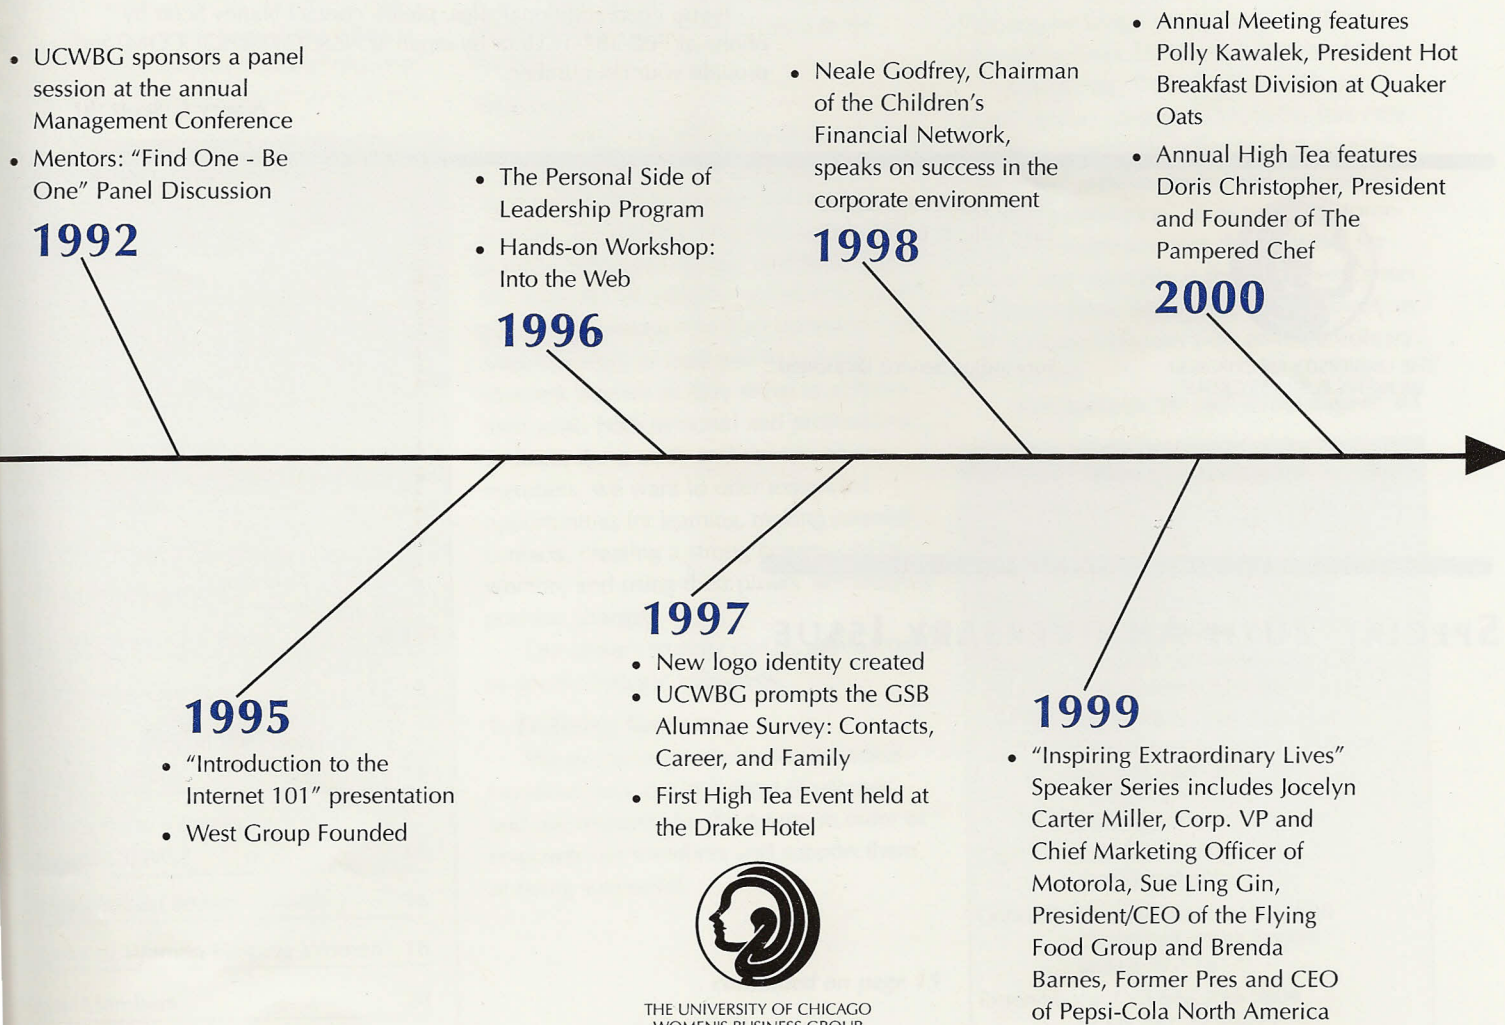 • UCWBG sponsors a panel
session at the annual
Management Conference
• Mentors: “Find One - Be
One” Panel Discussion
1992
• The Personal Side of
Leadership Program
• Hands-on Workshop:
Into the Web
1996
• Neale Godfrey, Chairman
of the Children’s
Financial Network,
speaks on success in the
corporate environment
1998
• Annual Meeting features
Polly Kawalek, President Hot
Breakfast Division at Quaker
Oats
• Annual High Tea features
Doris Christopher, President
and Founder of The
Pampered Chef
2000
1995
• “Introduction to the
Internet 101” presentation
• West Group Founded
1997
• New logo identity created
• UCWBG prompts the GSB
Alumnae Survey: Contacts,
Career, and Family
• First High Tea Event held at
the Drake Hotel
THE UNIVERSITY OF CHICAGO
WOMEN'S BUSINESS GROUP
1999
• “Inspiring Extraordinary Lives”
Speaker Series includes Jocelyn
Carter Miller, Corp. VP and
Chief Marketing Officer of
Motorola, Sue Ling Gin,
President/CEO of the Flying
Food Group and Brenda
Barnes, Former Pres and CEO
of Pepsi-Cola North America